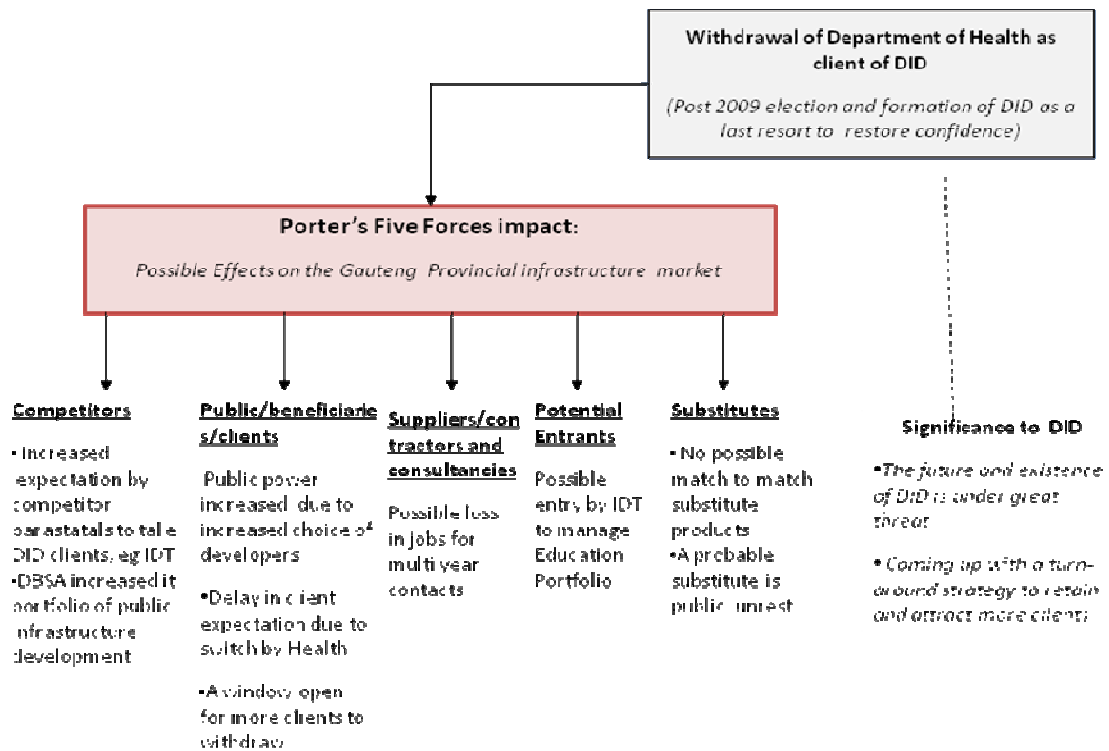 Withdrawal of Department of Health as
client of DID
(Post 2009 election and formation of DID as a
last resort to restore confidence)
Porter's Five Forces impact:
Possible Effects on the Gauteng Provincial infrastructure market
Competitors
• Increased
expectation by
competitor
parastatals to take
DID clients, eg IDT
•DBSA increased it
portfolio of public
infrastructure
development
Public/beneficiarie
s/clients
Public power
increased due to
increased choice of
developers
•Delay in client
expectation due to
switch by Health
•A window open
for more clients to
withdraw
Suppliers/con
tractors and
consultancies
Possible loss
in jobs for
multi year
contacts
Potential
Entrants
Possible
entry by IDT
to manage
Education
Portfolio
Substitutes
• No possible
match to match
substitute
products
•A probable
substitute is
public unrest
Significance to DID
•The future and existence
of DID is under great
threat
• Coming up with a turn-
around strategy to retain
and attract more clients